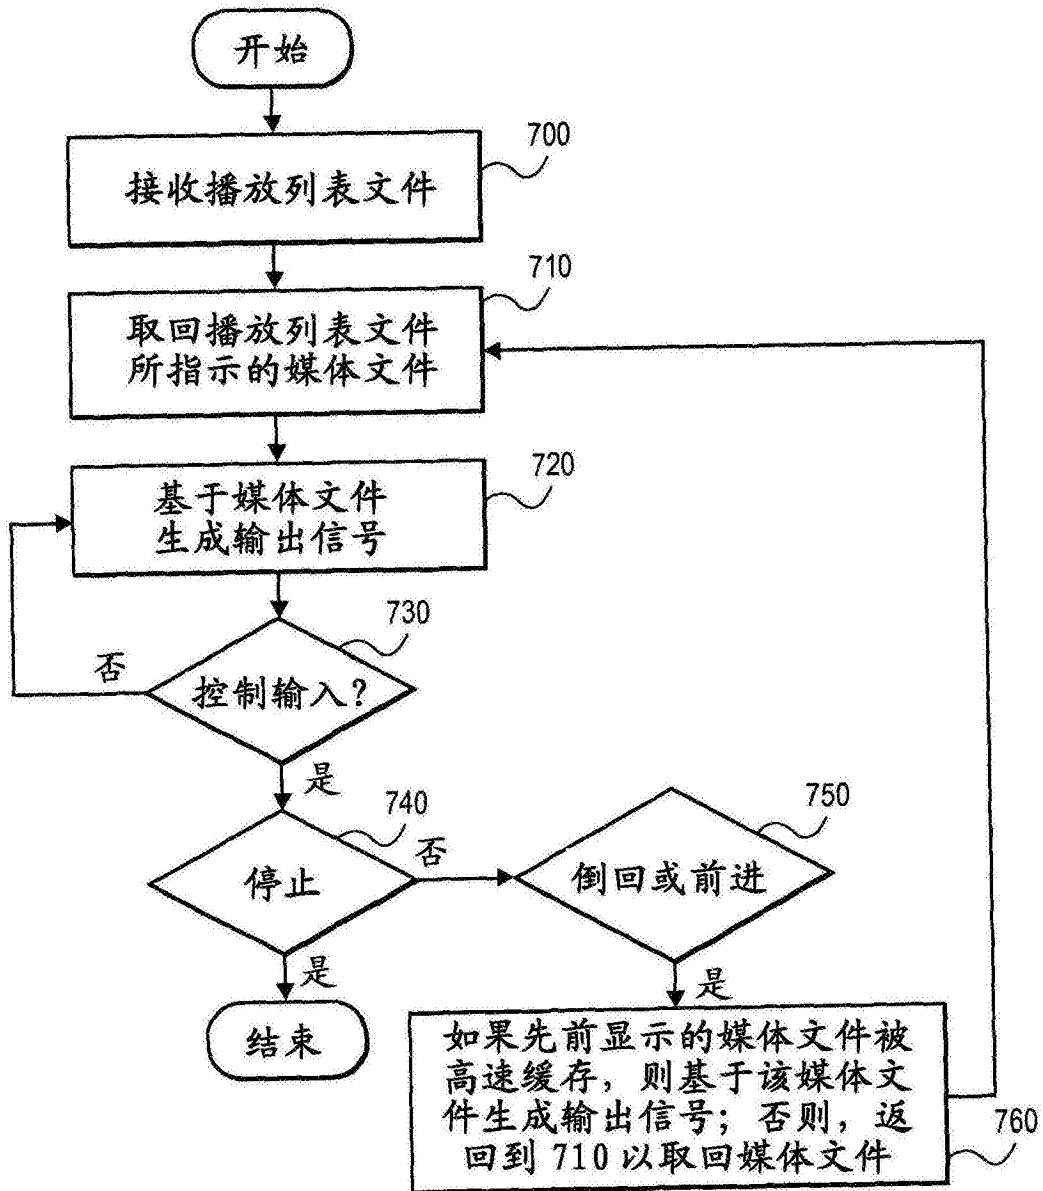 开始
700
接收播放列表文件
710
取回播放列表文件
所指示的媒体文件
720
基于媒体文件
生成输出信号
730
否
控制输入？
是
740
750
停止
否
倒回或前进
是
是
结束
如果先前显示的媒体文件被
高速缓存，则基于该媒体文
件生成输出信号；否则，返
回到710以取回媒体文件
760